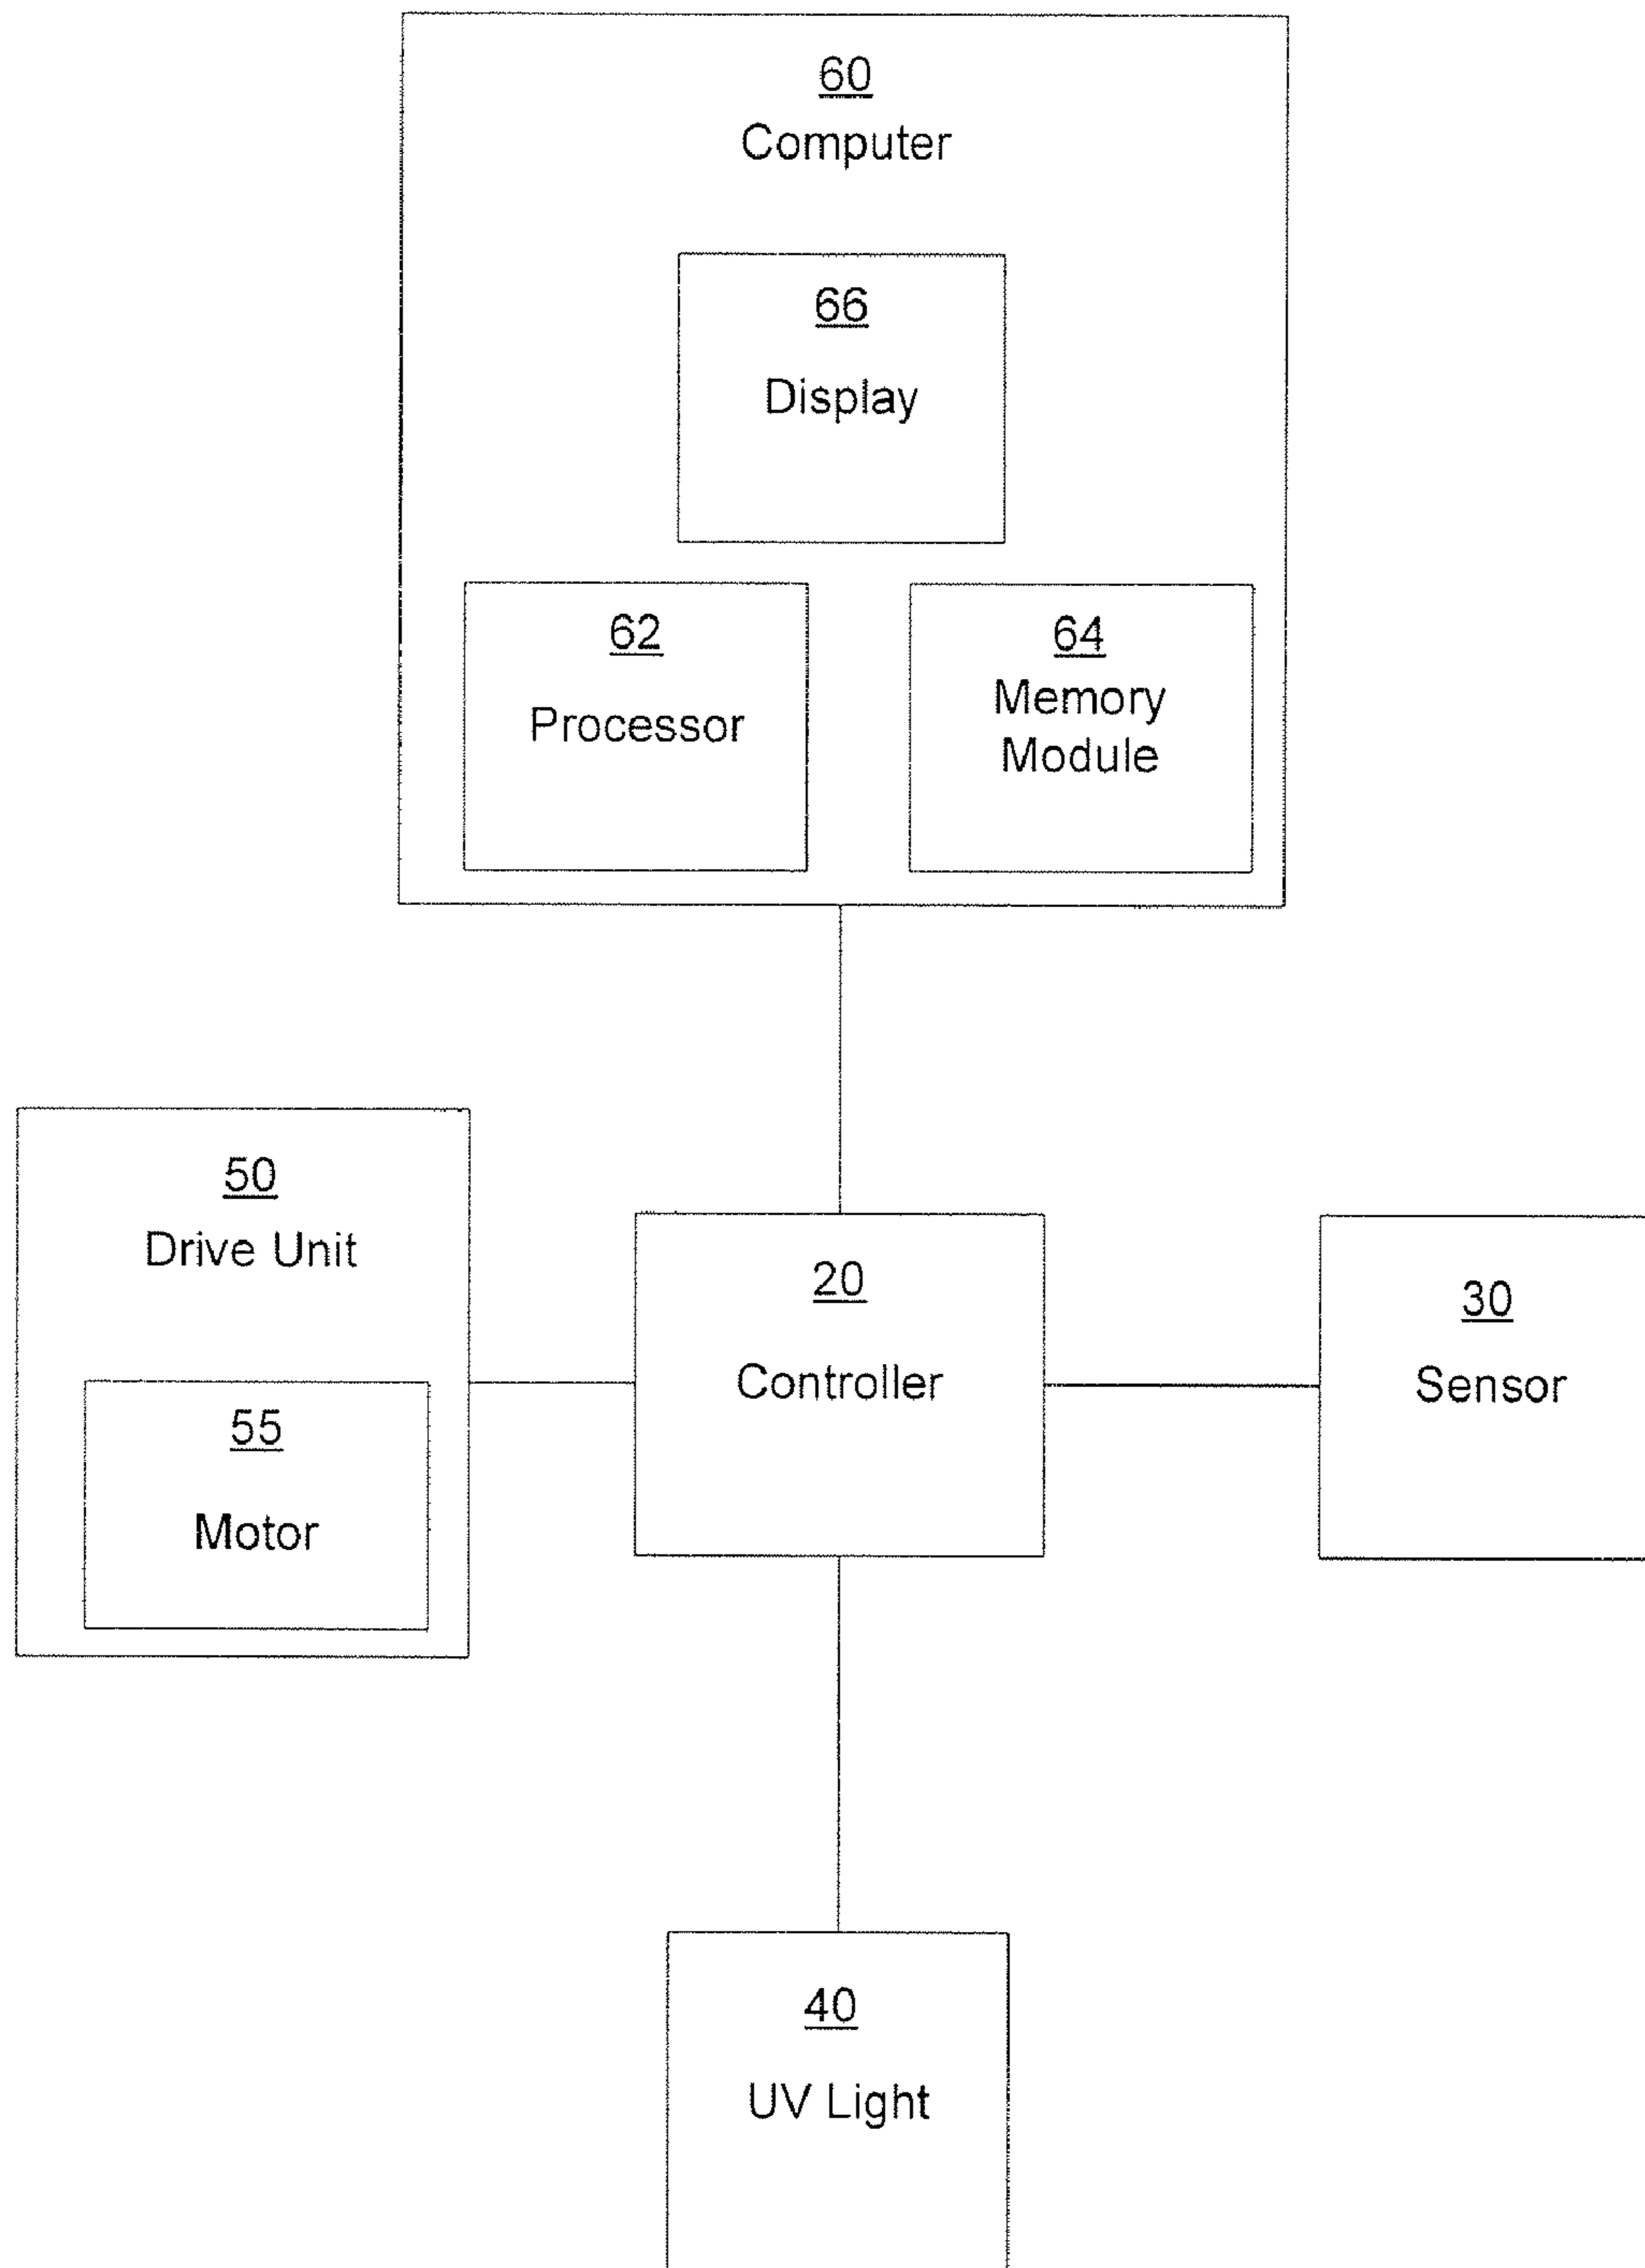 60
Computer
66
Display
62
Processor
64
Memory
Module
50
Drive Unit
55
Motor
20
Controller
30
Sensor
40
UV Light